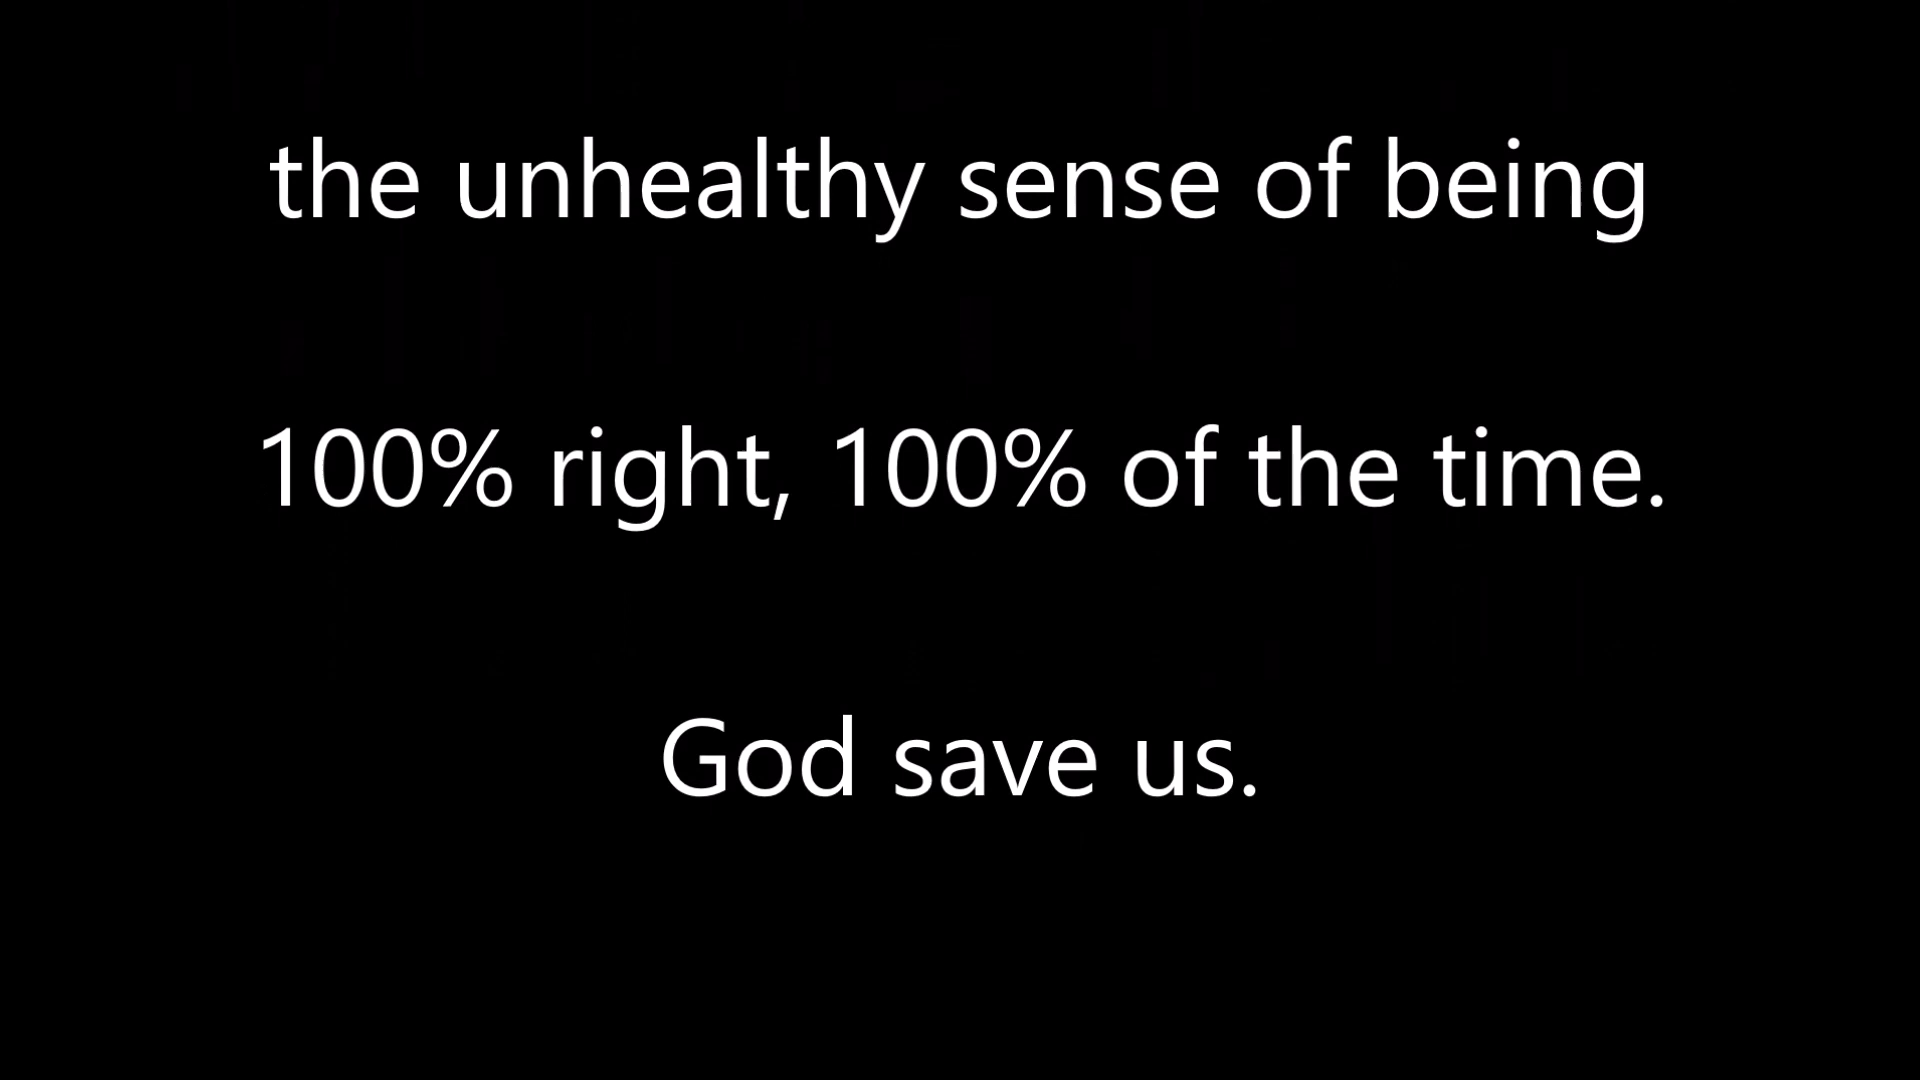 the unhealthy sense of being
100% right, 100% of the time.
God save us.